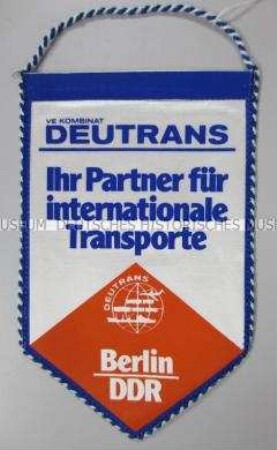 VE KOMBINAT
DEUTRANS
Ihr Partner für
internationale
Transporte
DEUTRANS
Berlin
DDR